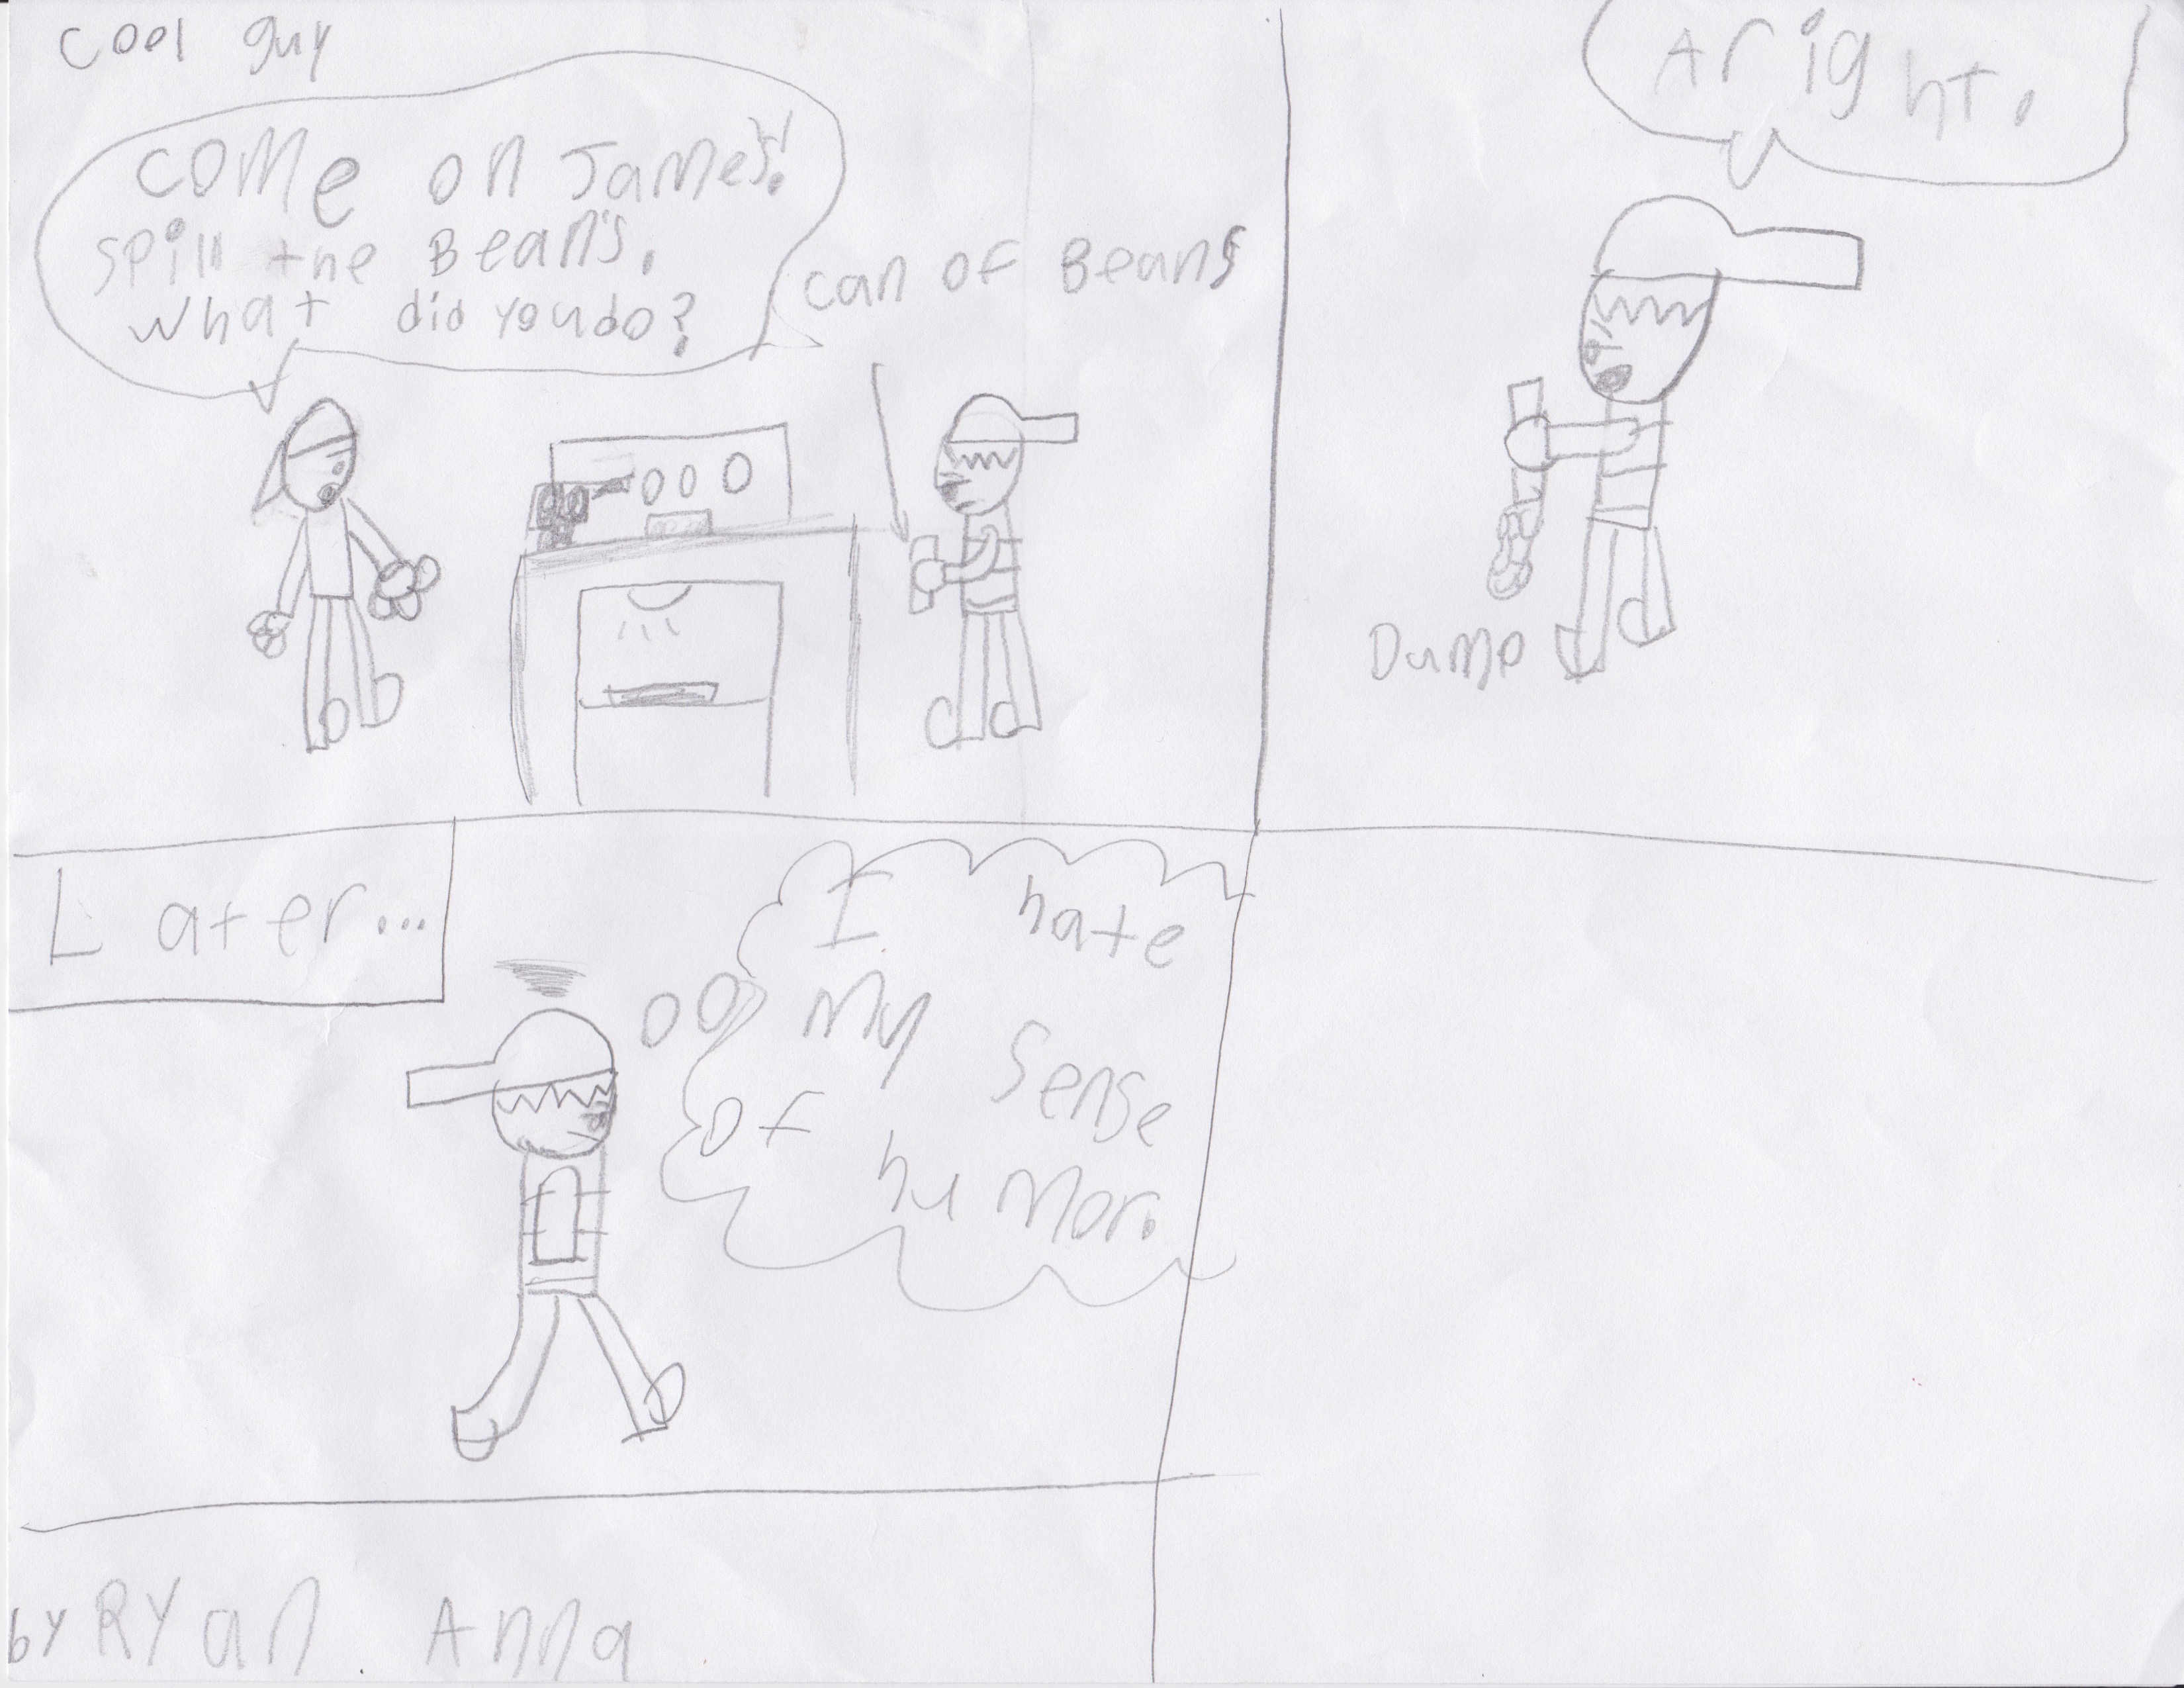 cool guy
come on James!
spill the Beans.
what did you do?
can of Beans
Aright.
Dump
Later...
I hate
my sense
of humor.
by RYan Anna